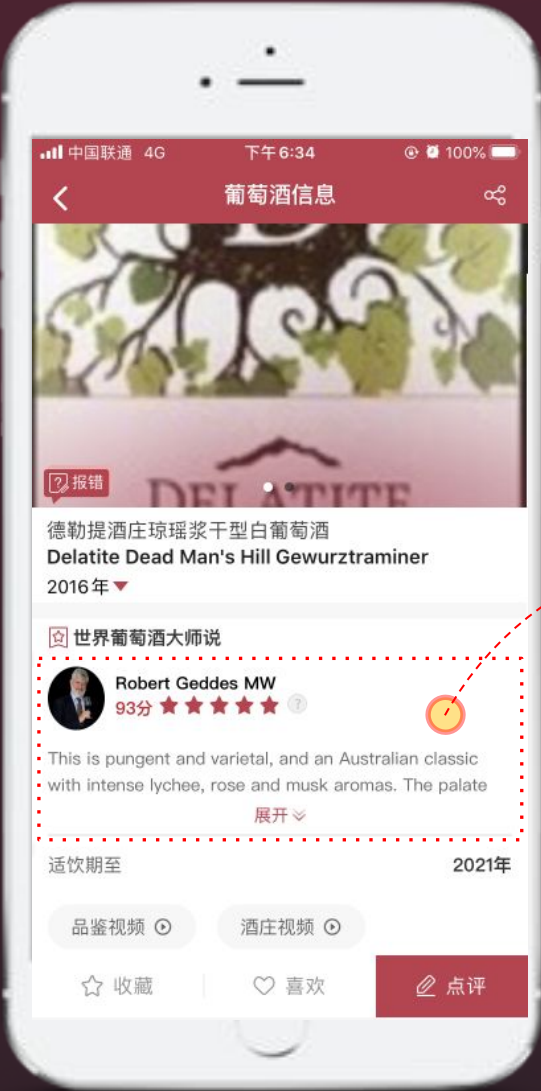 中国联通 4G 下午6:34 100%
葡萄酒信息
报错
DELATITE
德勒提酒庄琼瑶浆干型白葡萄酒
Delatite Dead Man's Hill Gewurztraminer
2016年
世界葡萄酒大师说
Robert Geddes MW
93分 ?
This is pungent and varietal, and an Australian classic
with intense lychee, rose and musk aromas. The palate
展开
适饮期至 2021年
品鉴视频 酒庄视频
收藏 喜欢 点评